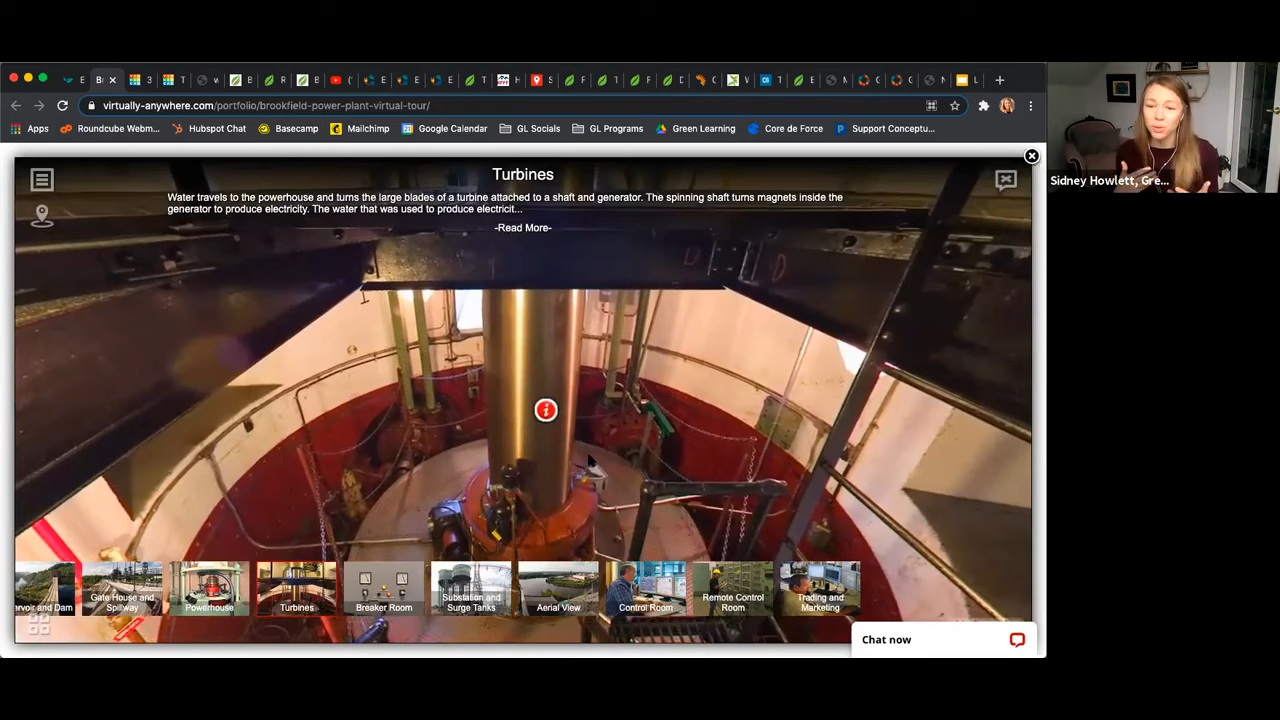 E
B
3
T
w
B
R
B
(
E
E
E
T
H
S
F
T
F
D
C
W
T
E
N
C
C
N
L
virtually-anywhere.com/portfolio/brookfield-power-plant-virtual-tour/
Apps
Roundcube Webm...
Hubspot Chat
Basecamp
Mailchimp
Google Calendar
GL Socials
GL Programs
Green Learning
Core de Force
Support Conceptu...
Sidney Howlett, Gre...
Turbines
Water travels to the powerhouse and turns the large blades of a turbine attached to a shaft and generator. The spinning shaft turns magnets inside the
generator to produce electricity. The water that was used to produce electricit...
-Read More-
ervoir and Dam
Gate House and
Spillway
Powerhouse
Turbines
Breaker Room
Substation and
Surge Tanks
Aerial View
Control Room
Remote Control
Room
Trading and
Marketing
Chat now